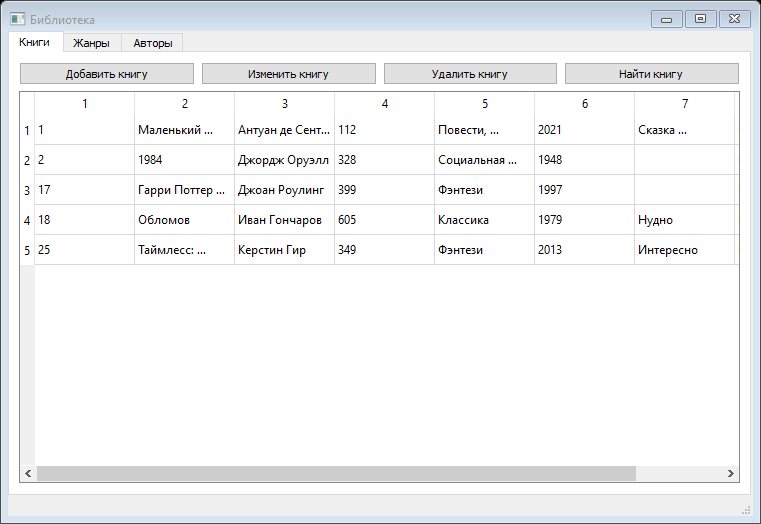 Библиотека
Книги Жанры Авторы
Добавить книгу Изменить книгу Удалить книгу Найти книгу
1 2 3 4 5 6 7
1 1 Маленький ... Антуан де Сент... 112 Повести, ... 2021 Сказка ...
2 2 1984 Джордж Оруэлл 328 Социальная ... 1948
3 17 Гарри Поттер ... Джоан Роулинг 399 Фэнтези 1997
4 18 Обломов Иван Гончаров 605 Классика 1979 Нудно
5 25 Таймлесс: ... Керстин Гир 349 Фэнтези 2013 Интересно